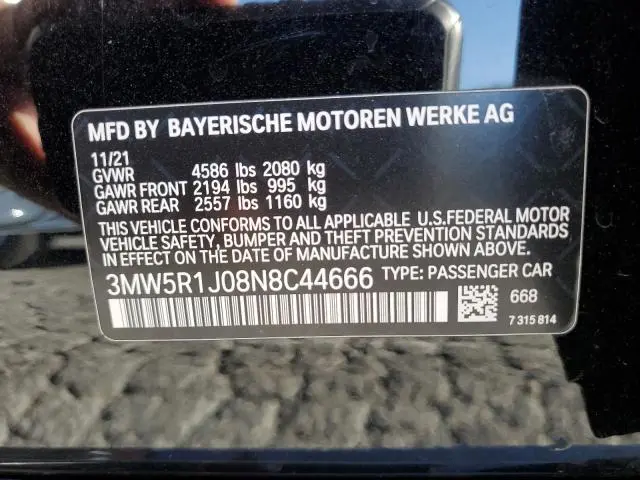 MFD BY BAYERISCHE MOTOREN WERKE AG
11/21
GVWR 4586 lbs 2080 kg
GAWR FRONT 2194 lbs 995 kg
GAWR REAR 2557 lbs 1160 kg
THIS VEHICLE CONFORMS TO ALL APPLICABLE U.S.FEDERAL MOTOR
VEHICLE SAFETY, BUMPER AND THEFT PREVENTION STANDARDS
IN EFFECT ON THE DATE OF MANUFACTURE SHOWN ABOVE.
3MW5R1J08N8C44666 TYPE: PASSENGER CAR
668
7 315 814